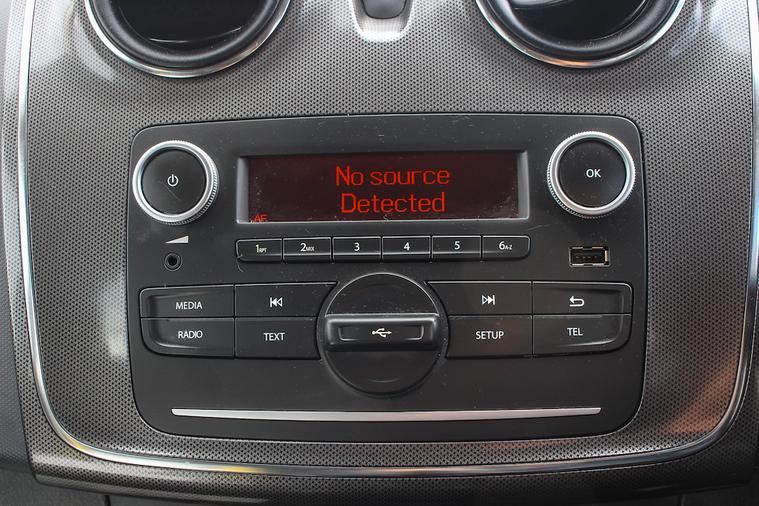 No source
Detected
AF
OK
1RPT 2MIX 3 4 5 6A-Z
MEDIA
RADIO TEXT SETUP TEL